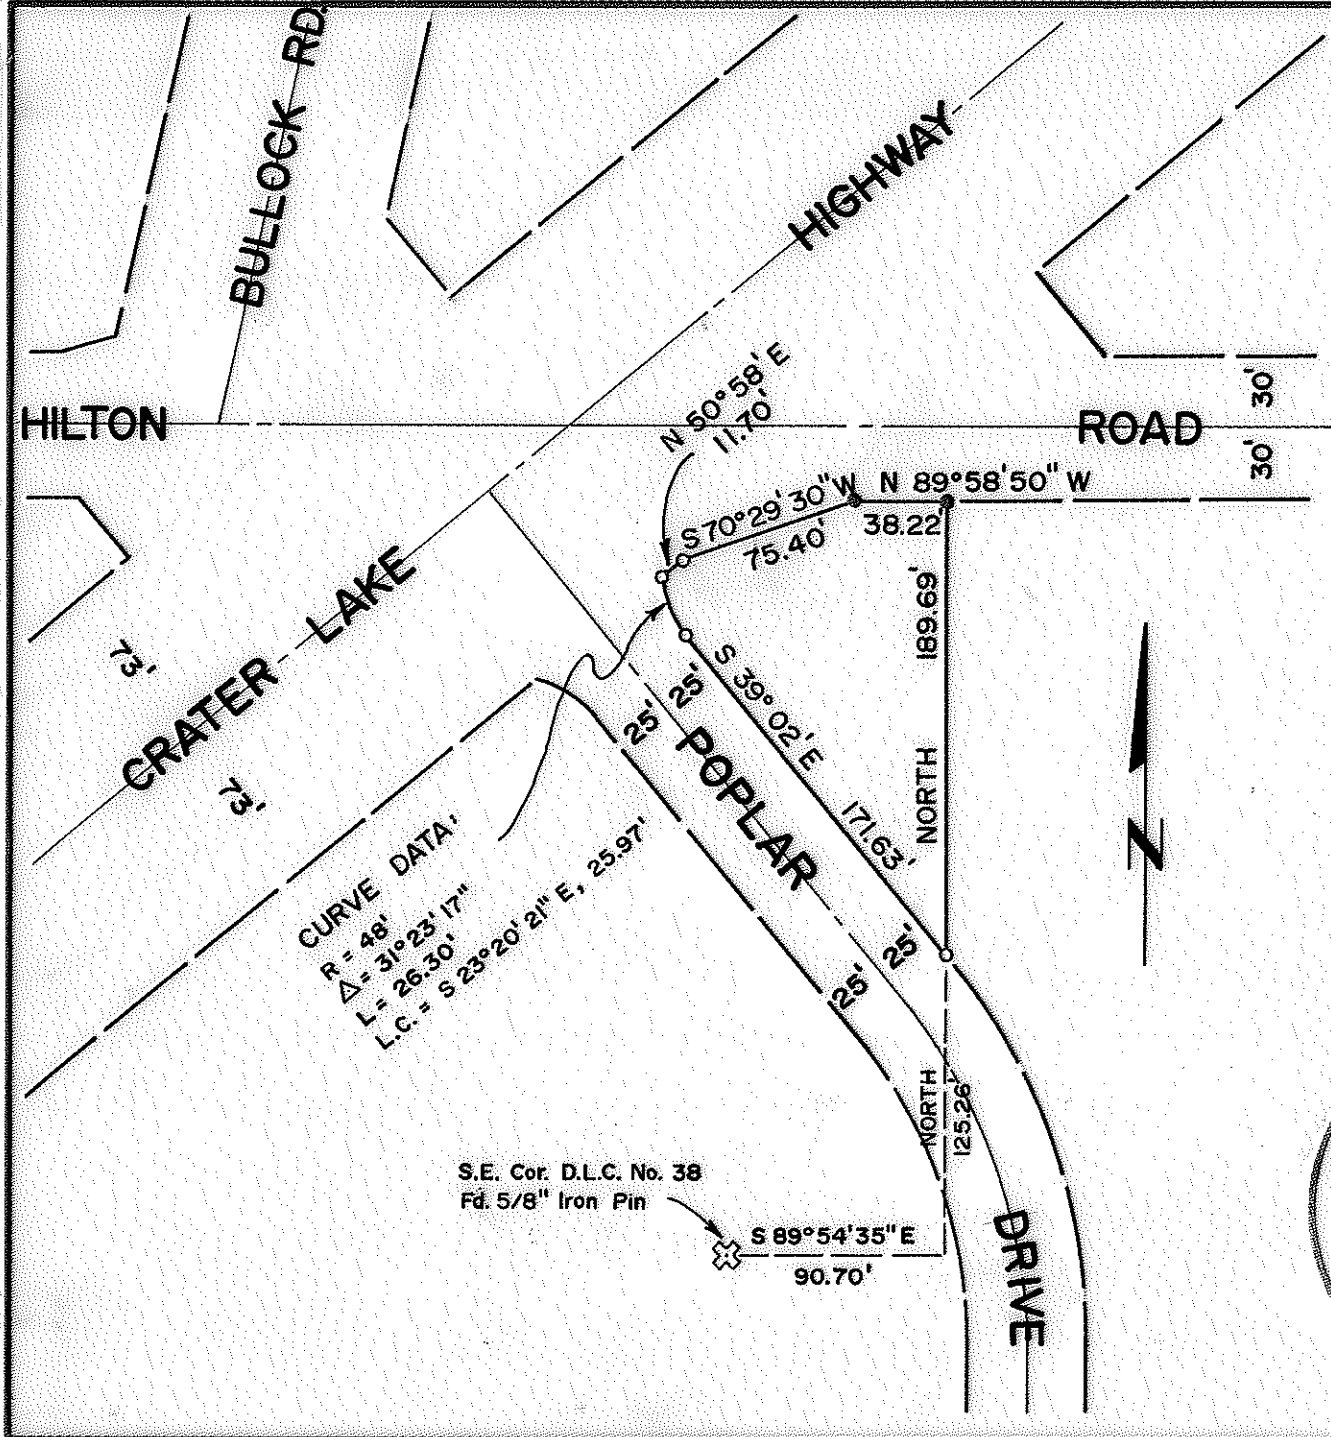 BULLOCK RD.
HIGHWAY
HILTON
ROAD
30'
30'
N 50°58' E
11.70'
S 70°29'30" W
75.40'
N 89°58'50" W
38.22'
189.69'
NORTH
CRATER LAKE
73'
73'
25'
25'
S 39°02' E
171.63'
POPLAR
25'
25'
N
CURVE DATA'
R = 48'
△ = 31°23'17"
L = 26.30'
L.C. = S 23°20'21" E, 25.97'
NORTH
125.26'
S.E. Cor. D.L.C. No. 38
Fd. 5/8" Iron Pin
S 89°54'35" E
90.70'
DRIVE